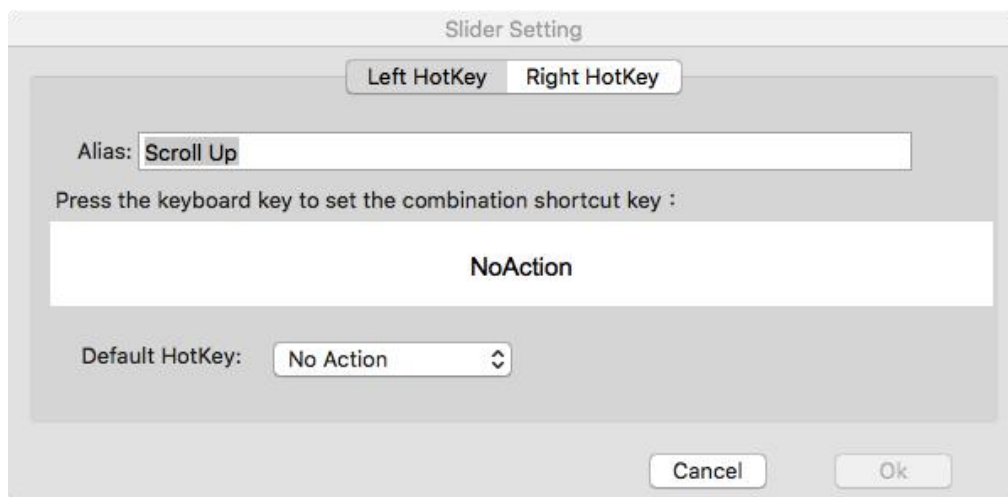 Slider Setting
Left HotKey Right HotKey
Alias: Scroll Up
Press the keyboard key to set the combination shortcut key：
NoAction
Default HotKey: No Action
Cancel Ok